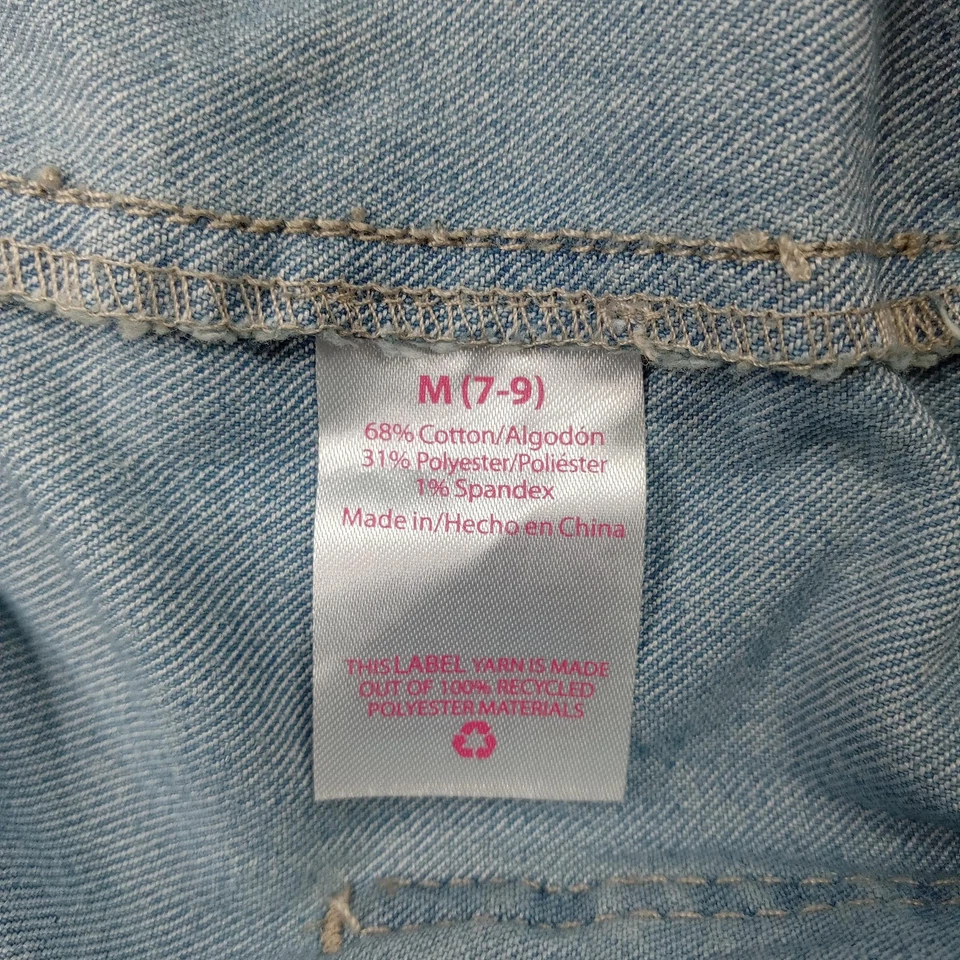 M (7-9)
68% Cotton/Algodón
31% Polyester/Poliéster
1% Spandex
Made in/Hecho en China
THIS LABEL YARN IS MADE
OUT OF 100% RECYCLED
POLYESTER MATERIALS